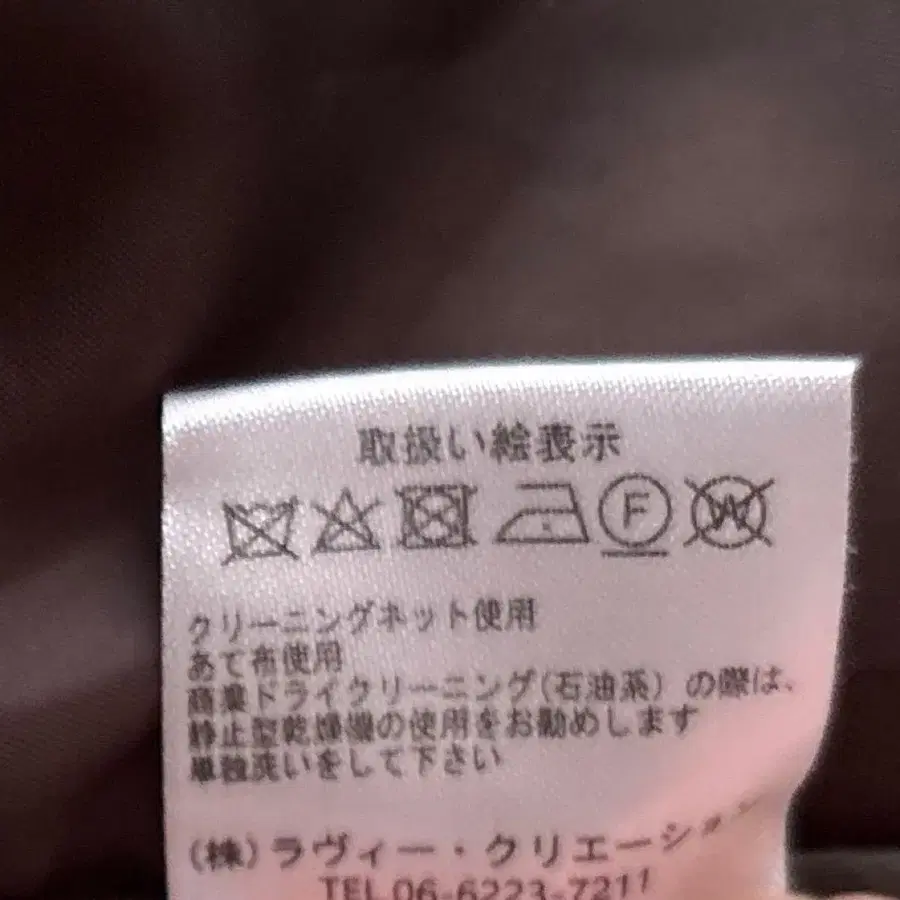 取扱い絵表示
F W
クリーニングネット使用
あて布使用
商業ドライクリーニング(石油系)の際は、
静止型乾燥機の使用をお勧めします
単独洗いをして下さい
(株)ラヴィー・クリエーション
TEL 06-6223-7211